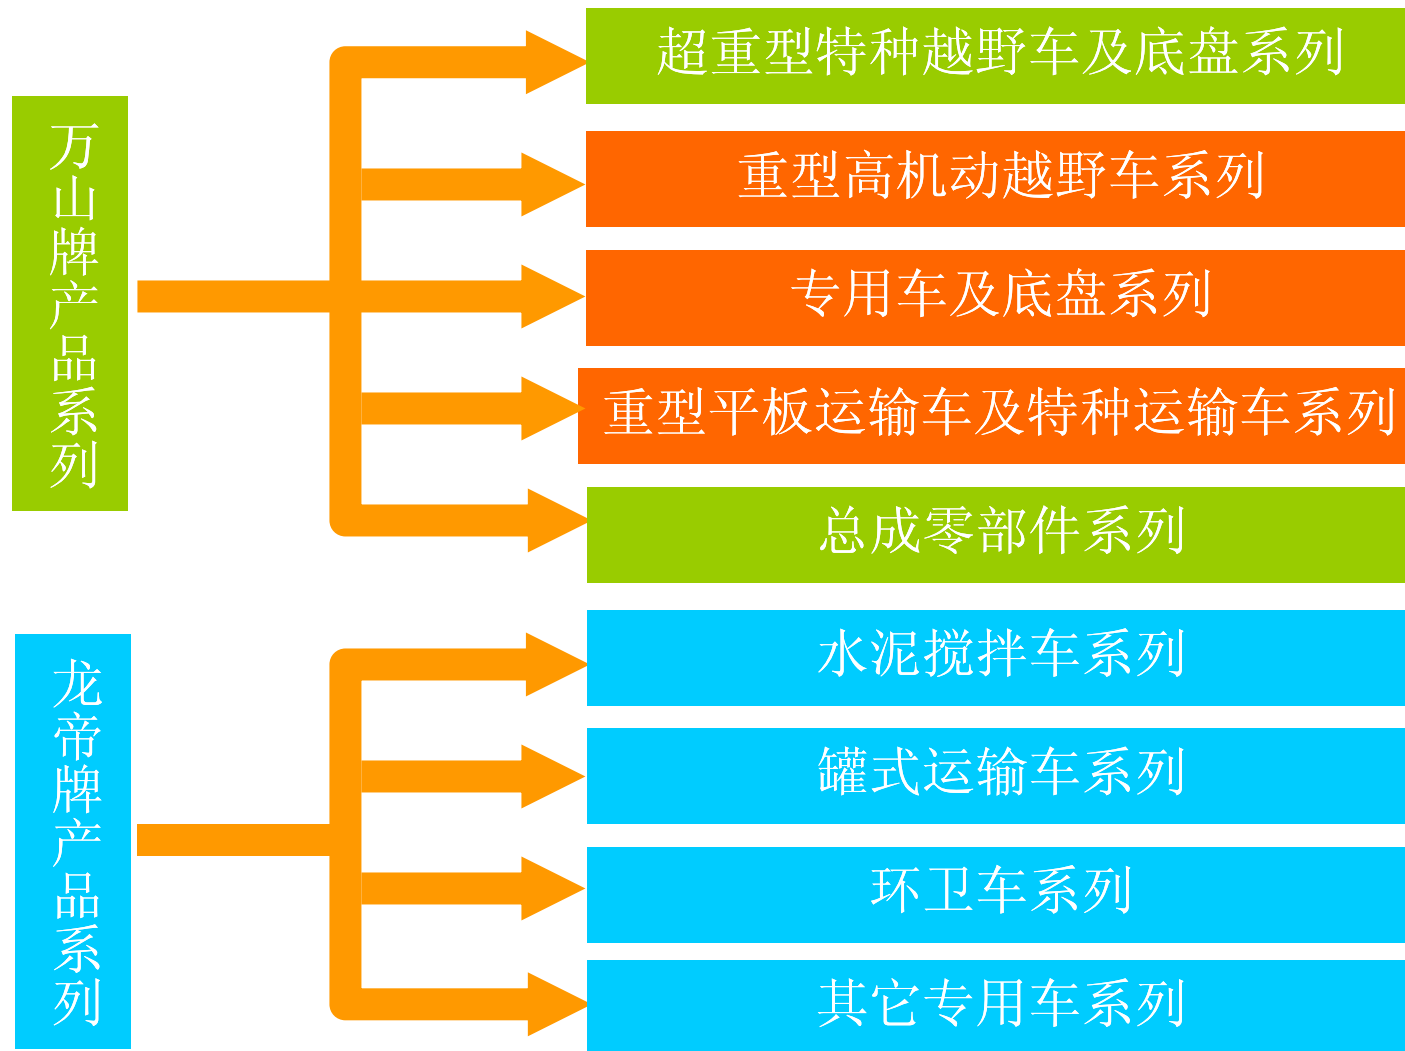 万山牌产品系列
超重型特种越野车及底盘系列
重型高机动越野车系列
专用车及底盘系列
重型平板运输车及特种运输车系列
总成零部件系列
龙帝牌产品系列
水泥搅拌车系列
罐式运输车系列
环卫车系列
其它专用车系列